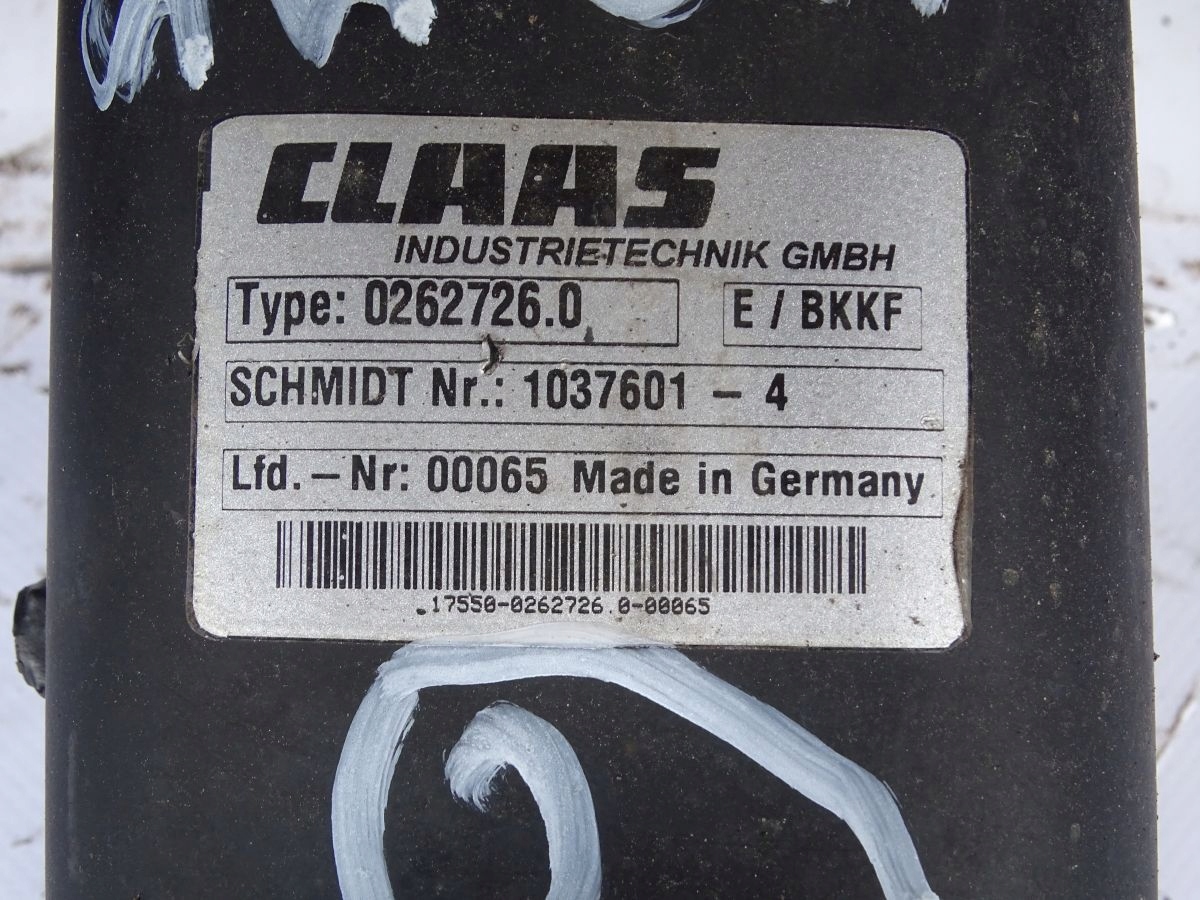 CLAAS
INDUSTRIETECHNIK GMBH
Type: 0262726.0 E / BKKF
SCHMIDT Nr.: 1037601 – 4
Lfd. – Nr: 00065 Made in Germany
17550-0262726.0-00065